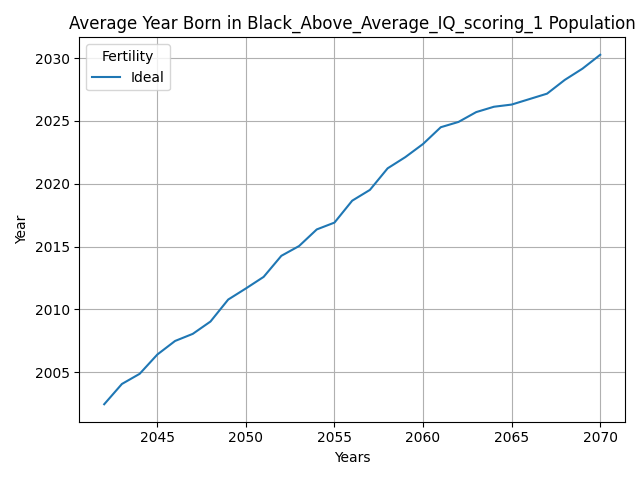 Average Year Born in Black_Above_Average_IQ_scoring_1 Population
Fertility
Ideal
2030
2025
2020
2015
2010
2005
Year
2045 2050 2055 2060 2065 2070
Years